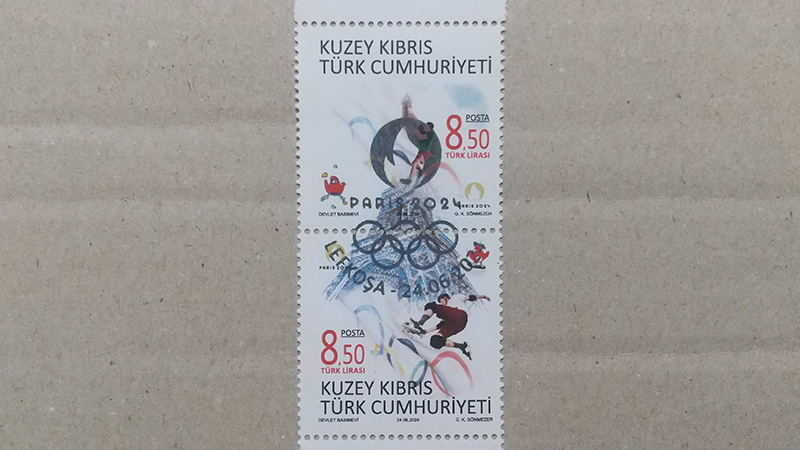 KUZEY KIBRIS
TÜRK CUMHURİYETİ
POSTA
8,50
TÜRK LİRASI
PARIS 2024
DEVLET BASIMEVİ
G. K. SÖNMEZER
PARIS 2024
LEFKOŞA - 24.06.2024
PARIS 2024
POSTA
8,50
TÜRK LİRASI
KUZEY KIBRIS
TÜRK CUMHURİYETİ
DEVLET BASIMEVİ 24.06.2024 G. K. SÖNMEZER